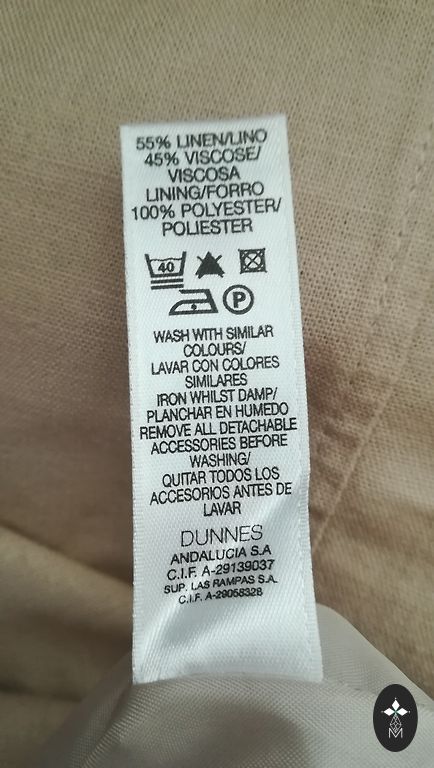 55% LINEN/LINO
45% VISCOSE/
VISCOSA
LINING/FORRO
100% POLYESTER/
POLIESTER
40
P
WASH WITH SIMILAR
COLOURS/
LAVAR CON COLORES
SIMILARES
IRON WHILST DAMP/
PLANCHAR EN HUMEDO
REMOVE ALL DETACHABLE
ACCESSORIES BEFORE
WASHING/
QUITAR TODOS LOS
ACCESORIOS ANTES DE
LAVAR
DUNNES
ANDALUCIA S.A
C.I.F. A-29139037
SUP. LAS RAMPAS S.A.
C.I.F. A-29058328
M